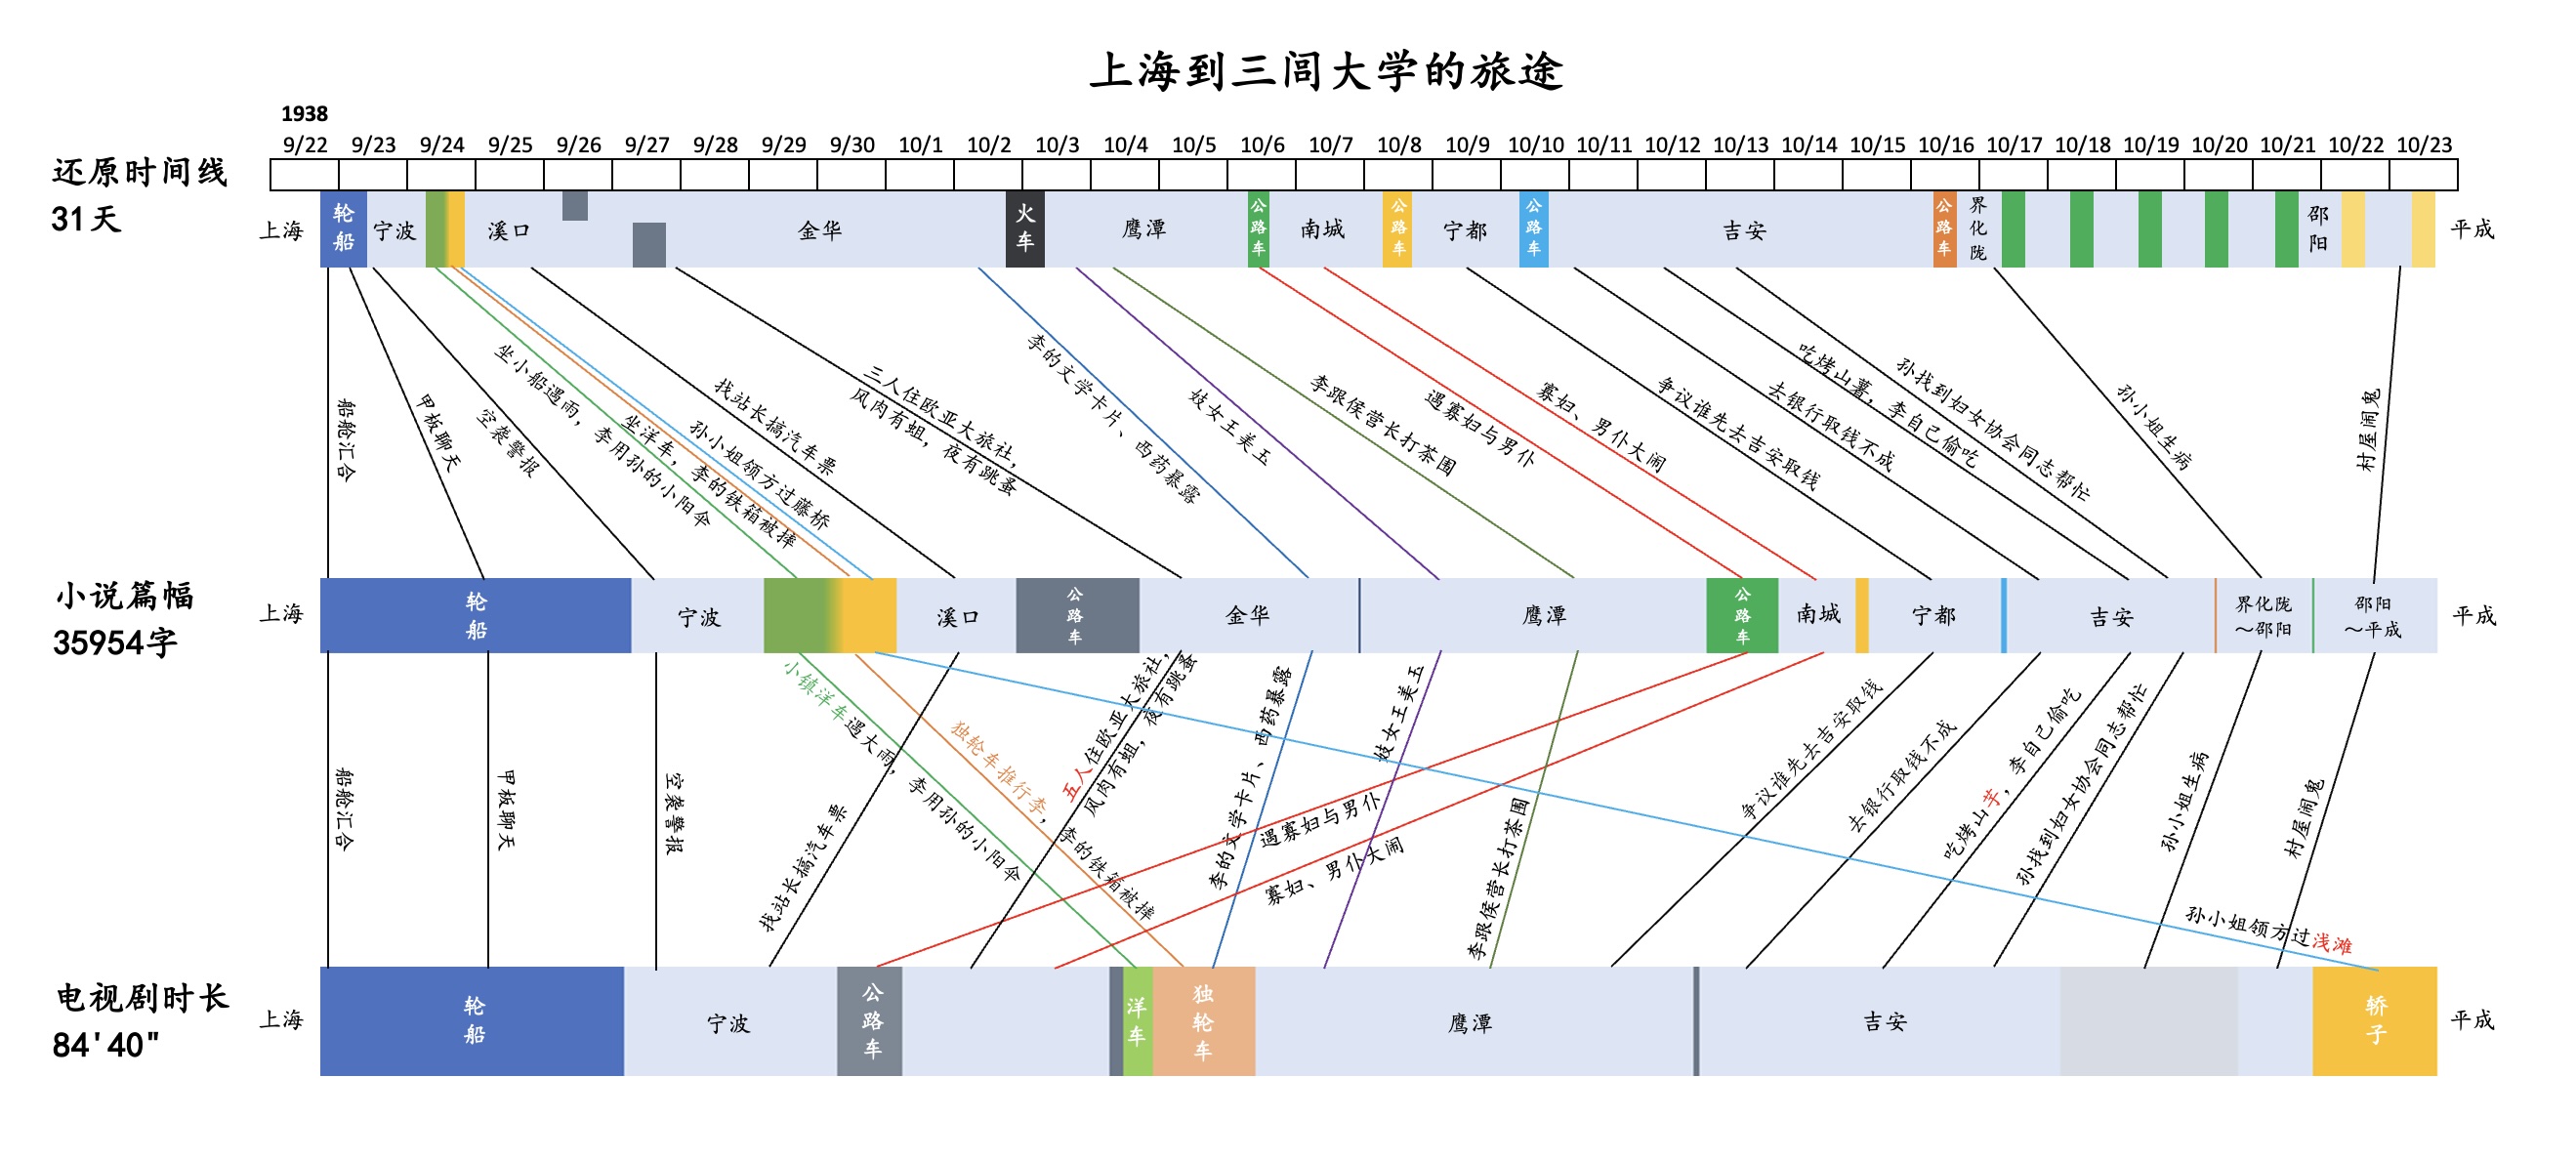 上海到三闾大学的旅途
1938
9/22 9/23 9/24 9/25 9/26 9/27 9/28 9/29 9/30 10/1 10/2 10/3 10/4 10/5 10/6 10/7 10/8 10/9 10/10 10/11 10/12 10/13 10/14 10/15 10/16 10/17 10/18 10/19 10/20 10/21 10/22 10/23
还原时间线
31天
上海
轮船
宁波
溪口
金华
火车
鹰潭
公路车
南城
公路车
宁都
公路车
吉安
公路车
界化陇
邵阳
平成
船舱汇合
甲板聊天
空袭警报
坐小船遇雨，李用孙的小阳伞
坐洋车，李的铁箱被摔
孙小姐领方过藤桥
找站长搞汽车票
三人住欧亚大旅社，
风肉有蛆，夜有跳蚤
李的文学卡片、西药暴露
妓女王美玉
李跟侯营长打茶围
遇寡妇与男仆
寡妇、男仆大闹
争议谁先去吉安取钱
去银行取钱不成
吃烤山薯，李自己偷吃
孙找到妇女协会同志帮忙
孙小姐生病
村屋闹鬼
小说篇幅
35954字
上海
轮船
宁波
溪口
公路车
金华
鹰潭
公路车
南城
宁都
吉安
界化陇
～邵阳
邵阳
～平成
平成
船舱汇合
甲板聊天
空袭警报
找站长搞汽车票
小镇洋车遇大雨，李用孙的小阳伞
独轮车推行李，李的铁箱被摔
五人住欧亚大旅社，
风肉有蛆，夜有跳蚤
李的文学卡片、西药暴露
遇寡妇与男仆
寡妇、男仆大闹
妓女王美玉
李跟侯营长打茶围
争议谁先去吉安取钱
去银行取钱不成
吃烤山芋，李自己偷吃
孙找到妇女协会同志帮忙
孙小姐生病
村屋闹鬼
孙小姐领方过浅滩
电视剧时长
84'40"
上海
轮船
宁波
公路车
洋车
独轮车
鹰潭
吉安
轿子
平成